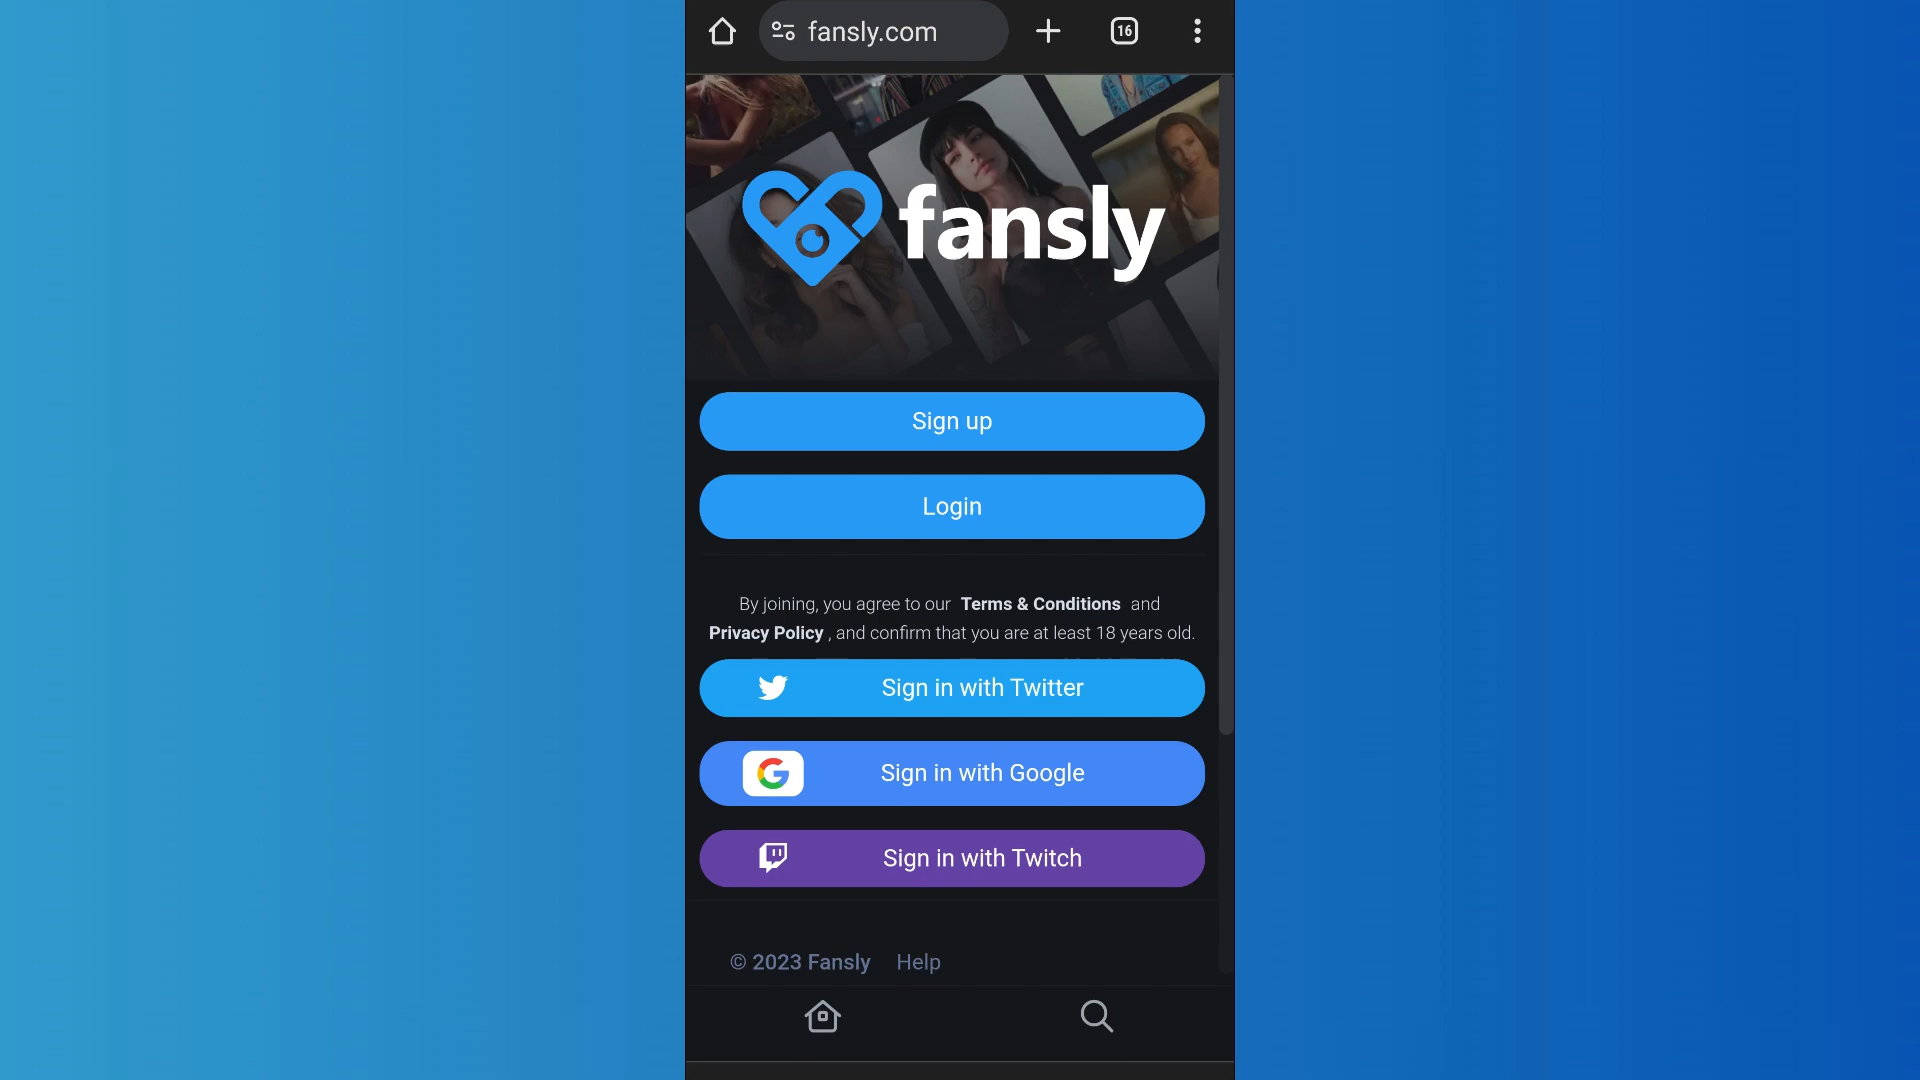 fansly.com
16
fansly
Sign up
Login
By joining, you agree to our Terms & Conditions and
Privacy Policy , and confirm that you are at least 18 years old.
Sign in with Twitter
Sign in with Google
Sign in with Twitch
© 2023 Fansly Help